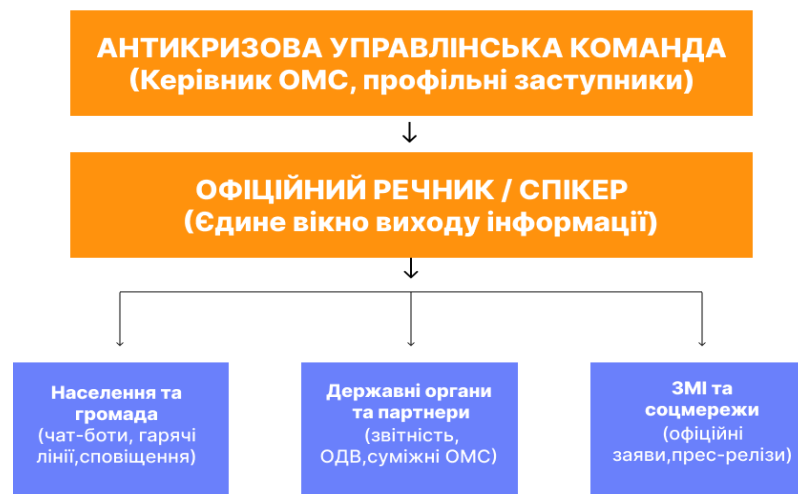 АНТИКРИЗОВА УПРАВЛІНСЬКА КОМАНДА
(Керівник ОМС, профільні заступники)
ОФІЦІЙНИЙ РЕЧНИК / СПІКЕР
(Єдине вікно виходу інформації)
Населення та
громада
(чат-боти, гарячі
лінії,сповіщення)
Державні органи
та партнери
(звітність,
ОДВ,суміжні ОМС)
ЗМІ та
соцмережи
(офіційні
заяви,прес-релізи)